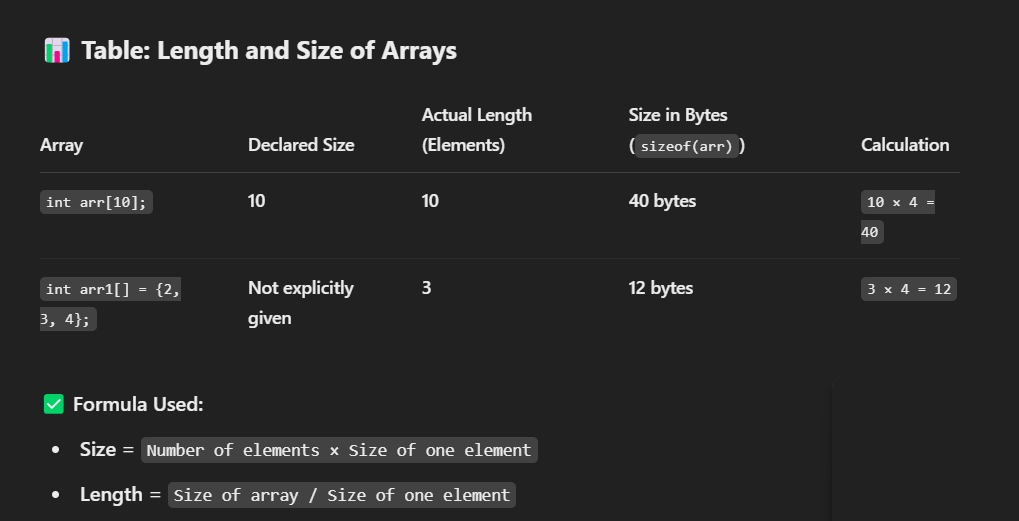 📊 Table: Length and Size of Arrays
Actual Length Size in Bytes
Array Declared Size (Elements) (sizeof(arr)) Calculation
int arr[10]; 10 10 40 bytes 10 × 4 =
40
int arr1[] = {2, Not explicitly 3 12 bytes 3 × 4 = 12
3, 4}; given
✅ Formula Used:
• Size = Number of elements × Size of one element
• Length = Size of array / Size of one element